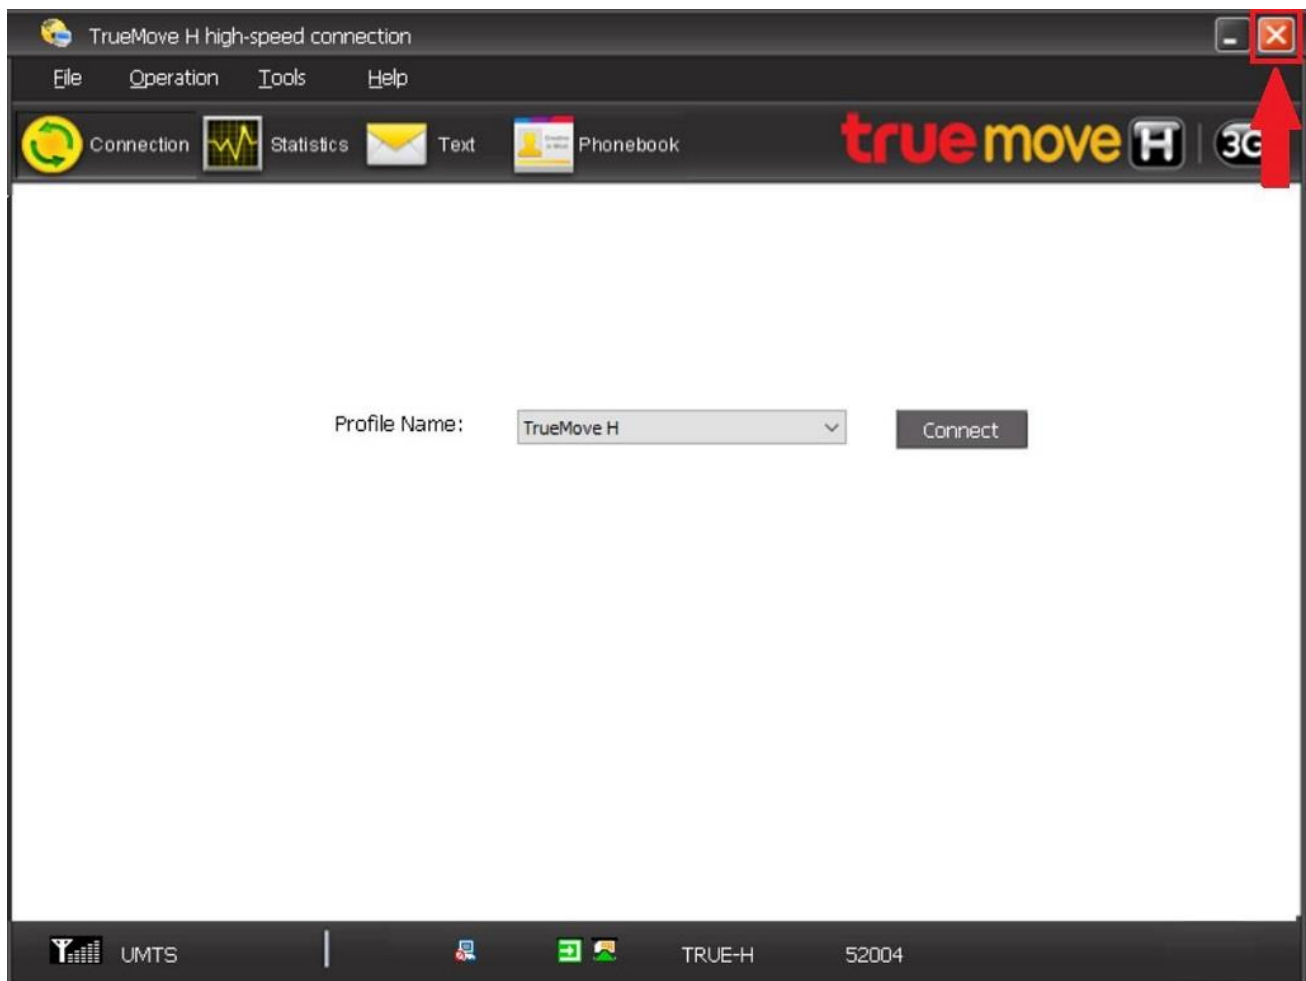 TrueMove H high-speed connection
File Operation Tools Help
Connection Statistics Text Phonebook truemove H 3G
Profile Name: TrueMove H Connect
UMTS TRUE-H 52004